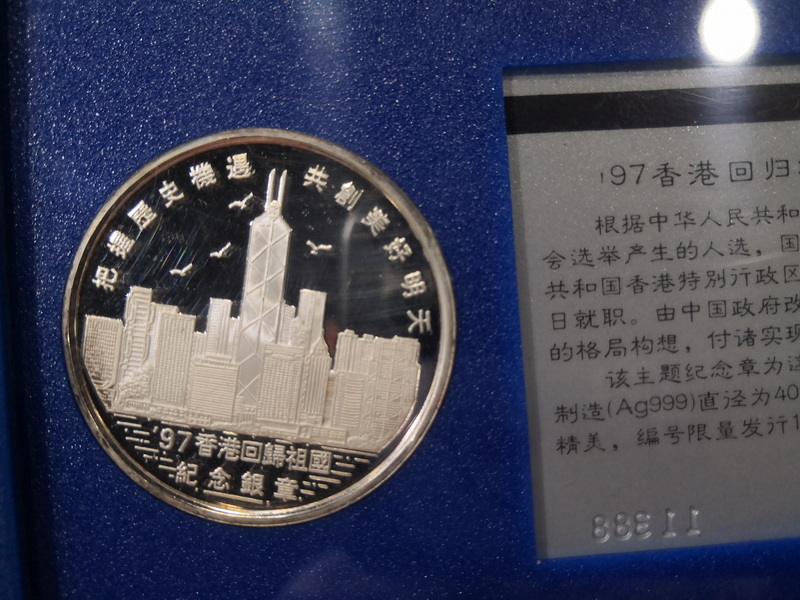 把握歷史機遇 共創美好明天
'97香港回歸祖國
紀念銀章
'97香港回归
根据中华人民共和
会选举产生的人选，国
共和国香港特别行政区
日就职。由中国政府改
的格局构想，付诸实现
该主题纪念章为这
制造(Ag999)直径为40
精美，编号限量发行1